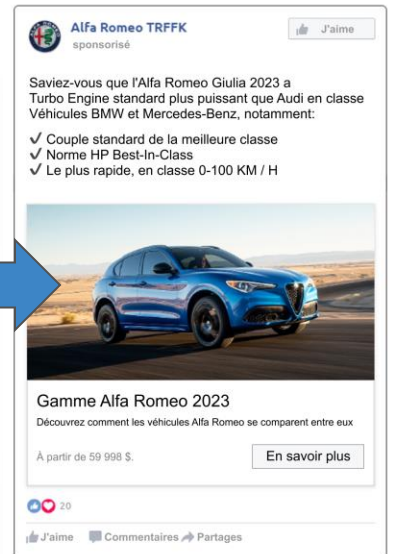 Alfa Romeo TRFFK
J'aime
sponsorisé
Saviez-vous que l'Alfa Romeo Giulia 2023 a
Turbo Engine standard plus puissant que Audi en classe
Véhicules BMW et Mercedes-Benz, notamment:
✓ Couple standard de la meilleure classe
✓ Norme HP Best-In-Class
✓ Le plus rapide, en classe 0-100 KM / H
Gamme Alfa Romeo 2023
Découvrez comment les véhicules Alfa Romeo se comparent entre eux
À partir de 59 998 $.
En savoir plus
20
J'aime Commentaires Partages